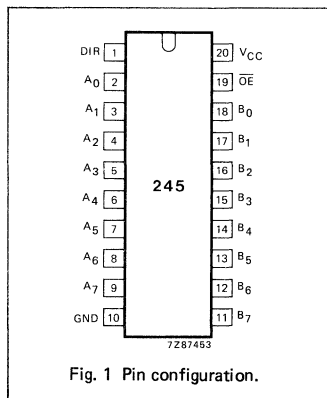 DIR 1 20 VCC
A0 2 19 OE
A1 3 18 B0
A2 4 17 B1
A3 5 16 B2
245
A4 6 15 B3
A5 7 14 B4
A6 8 13 B5
A7 9 12 B6
GND 10 11 B7
7Z87453
Fig. 1 Pin configuration.